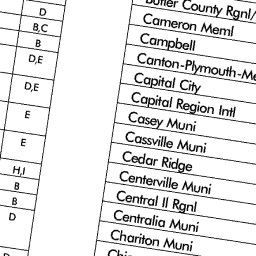 D
B,C
B
D,E
D,E
E
E
H,I
B
B
D
Butler County Rgnl/
Cameron Meml
Campbell
Canton-Plymouth-Me
Capital City
Capital Region Intl
Casey Muni
Cassville Muni
Cedar Ridge
Centerville Muni
Central Il Rgnl
Centralia Muni
Chariton Muni